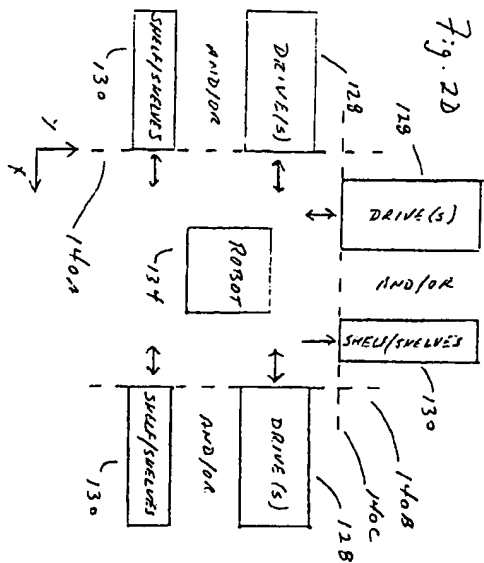 Fig. 2D
128
DRIVE(s)
AND/OR
SHELF/SHELVES
130
128
DRIVE(s)
AND/OR
SHELF/SHELVES
130
ROBOT
134
DRIVE(s)
AND/OR
SHELF/SHELVES
128
130
140A
140B
140C
Y
X